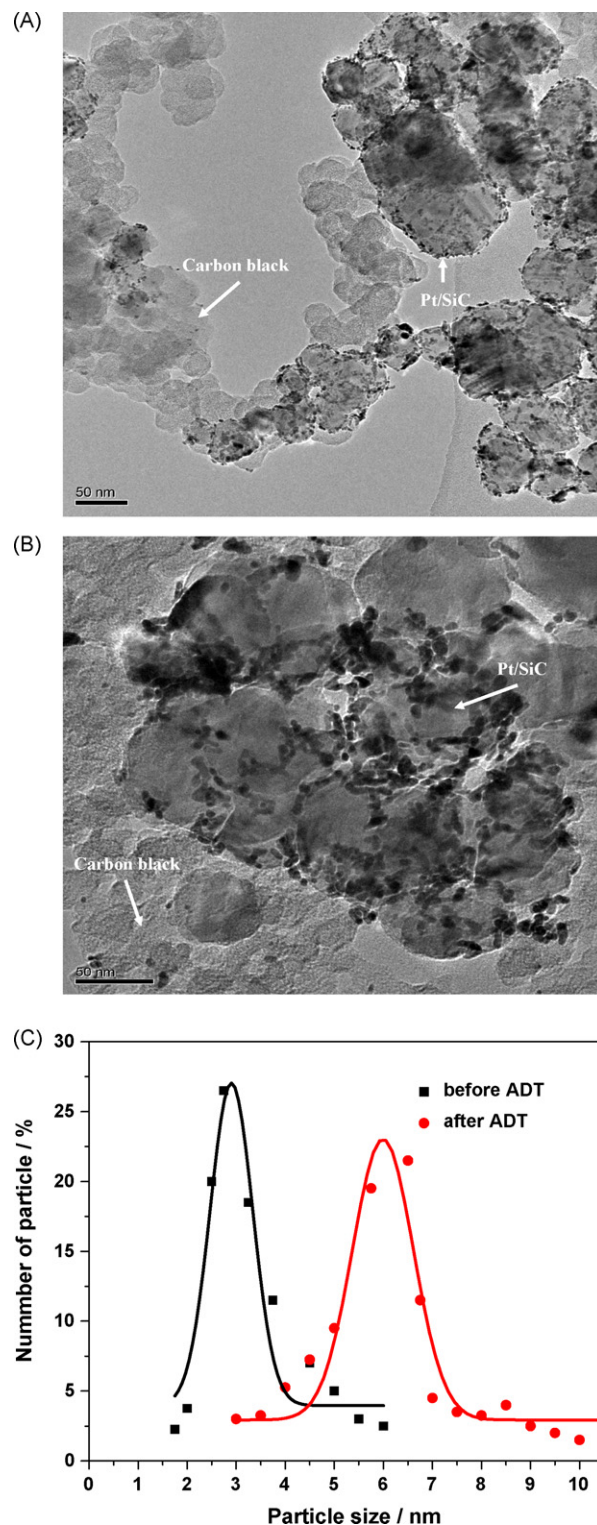 (A)
Carbon black
Pt/SiC
50 nm
(B)
Pt/SiC
Carbon black
50 nm
(C)
30
25
20
15
10
5
0
Nummber of particle / %
before ADT
after ADT
0 1 2 3 4 5 6 7 8 9 10
Particle size / nm